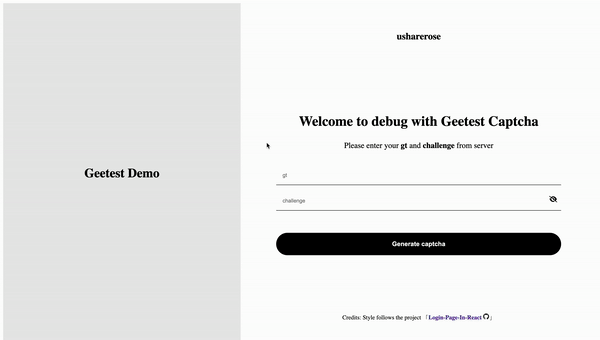 Geetest Demo
usharerose
Welcome to debug with Geetest Captcha
Please enter your gt and challenge from server
gt
challenge
Generate captcha
Credits: Style follows the project 「Login-Page-In-React」